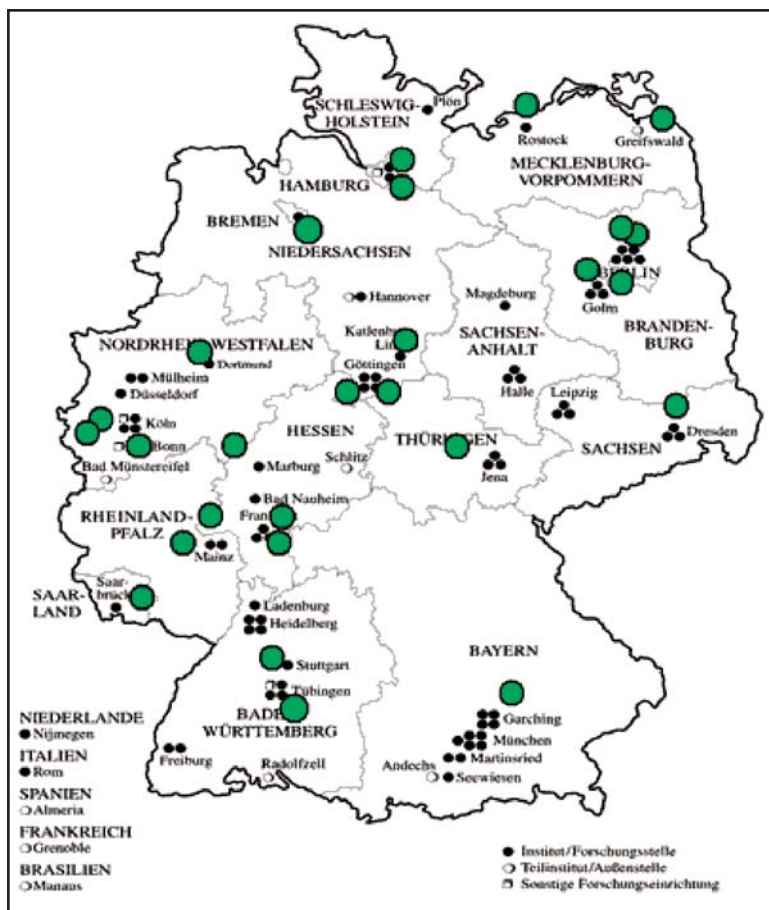 SCHLESWIG-
HOLSTEIN
Plön
Rostock
Greifswald
MECKLENBURG-
VORPOMMERN
HAMBURG
BREMEN
NIEDERSACHSEN
Hannover
Magdeburg
Golm
BRANDEN-
BURG
SACHSEN-
ANHALT
Dortmund
Göttingen
Mülheim
Düsseldorf
Halle
Leipzig
Köln
Bonn
HESSEN
Dresden
SACHSEN
Schlitz
Marburg
Jena
Bad Münstereifel
Bad Nauheim
RHEINLAND-
PFALZ
Mainz
SAAR-
LAND
Ladenburg
Heidelberg
BAYERN
Stuttgart
Tübingen
WÜRTTEMBERG
Garching
München
Martinsried
Freiburg
Radolfzell
Andechs
Seewiesen
NIEDERLANDE
Nijmegen
ITALIEN
Rom
SPANIEN
Almeria
FRANKREICH
Grenoble
BRASILIEN
Manaus
Institut/Forschungsstelle
Teilinstitut/Außenstelle
Sonstige Forschungseinrichtung